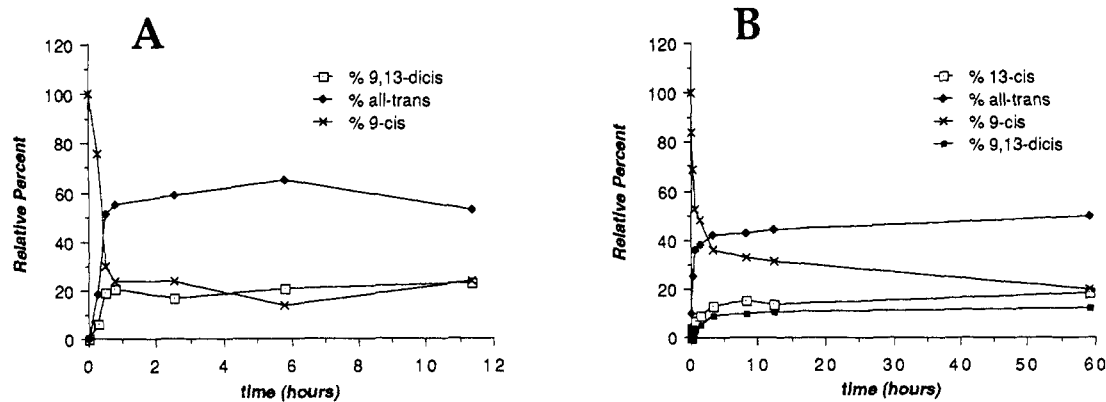 A
120
100
80
60
40
20
0
Relative Percent
% 9,13-dicis
% all-trans
% 9-cis
0 2 4 6 8 10 12
time (hours)
B
120
100
80
60
40
20
0
Relative Percent
% 13-cis
% all-trans
% 9-cis
% 9,13-dicis
0 10 20 30 40 50 60
time (hours)